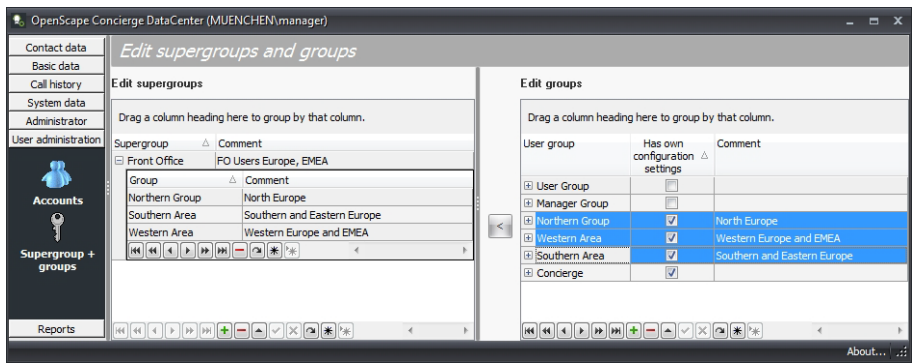 OpenScape Concierge DataCenter (MUENCHEN\manager)
Contact data
Basic data
Call history
System data
Administrator
User administration
Accounts
Supergroup +
groups
Reports
Edit supergroups and groups
Edit supergroups
Drag a column heading here to group by that column.
Supergroup Comment
Front Office FO Users Europe, EMEA
Group Comment
Northern Group North Europe
Southern Area Southern and Eastern Europe
Western Area Western Europe and EMEA
<
Edit groups
Drag a column heading here to group by that column.
User group Has own configuration settings Comment
User Group
Manager Group
Northern Group North Europe
Western Area Western Europe and EMEA
Southern Area Southern and Eastern Europe
Concierge
About...